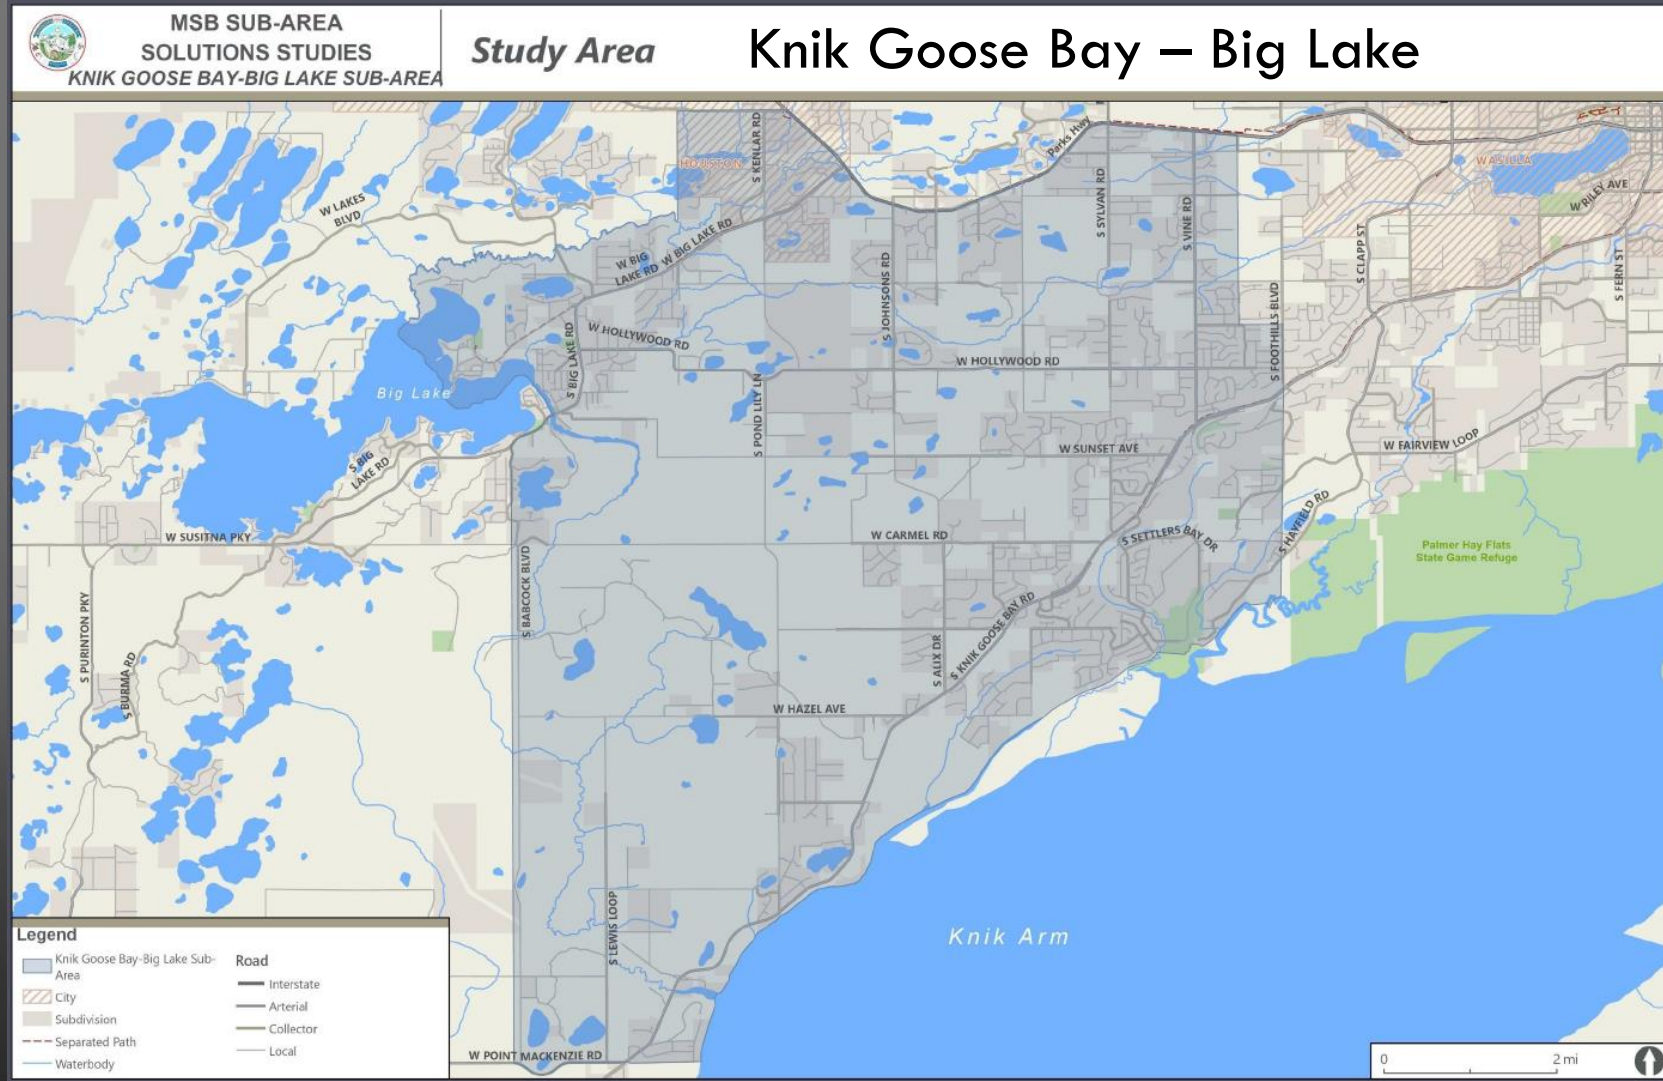 MSB SUB-AREA
SOLUTIONS STUDIES
KNIK GOOSE BAY-BIG LAKE SUB-AREA
Study Area
Knik Goose Bay – Big Lake
S KENLAR RD
Parks Hwy
HOUSTON
WASILLA
W LAKES
BLVD
W RILEY AVE
S SYLVAN RD
S VINE RD
W BIG LAKE RD
W BIG
LAKE RD
S CLAPP ST
S FERN ST
S JOHNSONS RD
S FOOTHILLS BLVD
W HOLLYWOOD RD
S BIG LAKE RD
W HOLLYWOOD RD
Big Lake
S POND LILY LN
W SUNSET AVE
W FAIRVIEW LOOP
S BIG
LAKE RD
W SUSITNA PKY
W CARMEL RD
S SETTLERS BAY DR
S HAYFIELD RD
Palmer Hay Flats
State Game Refuge
S BABCOCK BLVD
S PURINTON PKY
S BURMA RD
S ALIX DR
S KNIK GOOSE BAY RD
W HAZEL AVE
S LEWIS LOOP
Knik Arm
W POINT MACKENZIE RD
Legend
Knik Goose Bay-Big Lake Sub-
Area
City
Subdivision
Separated Path
Waterbody
Road
Interstate
Arterial
Collector
Local
0 2 mi